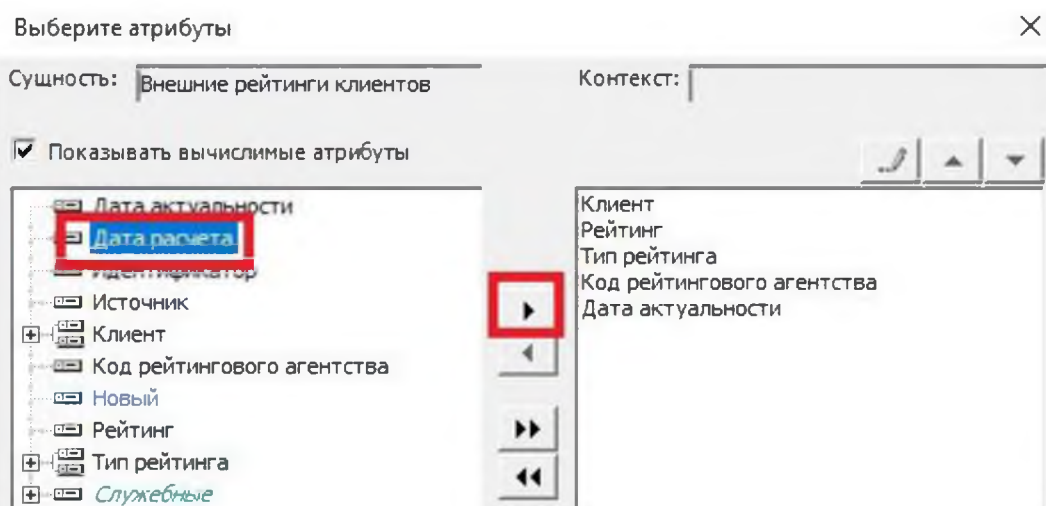 Выберите атрибуты
Сущность: Внешние рейтинги клиентов
Контекст:
Показывать вычислимые атрибуты
Дата актуальности
Дата расчета
Идентификатор
Источник
Клиент
Код рейтингового агентства
Новый
Рейтинг
Тип рейтинга
Служебные
Клиент
Рейтинг
Тип рейтинга
Код рейтингового агентства
Дата актуальности